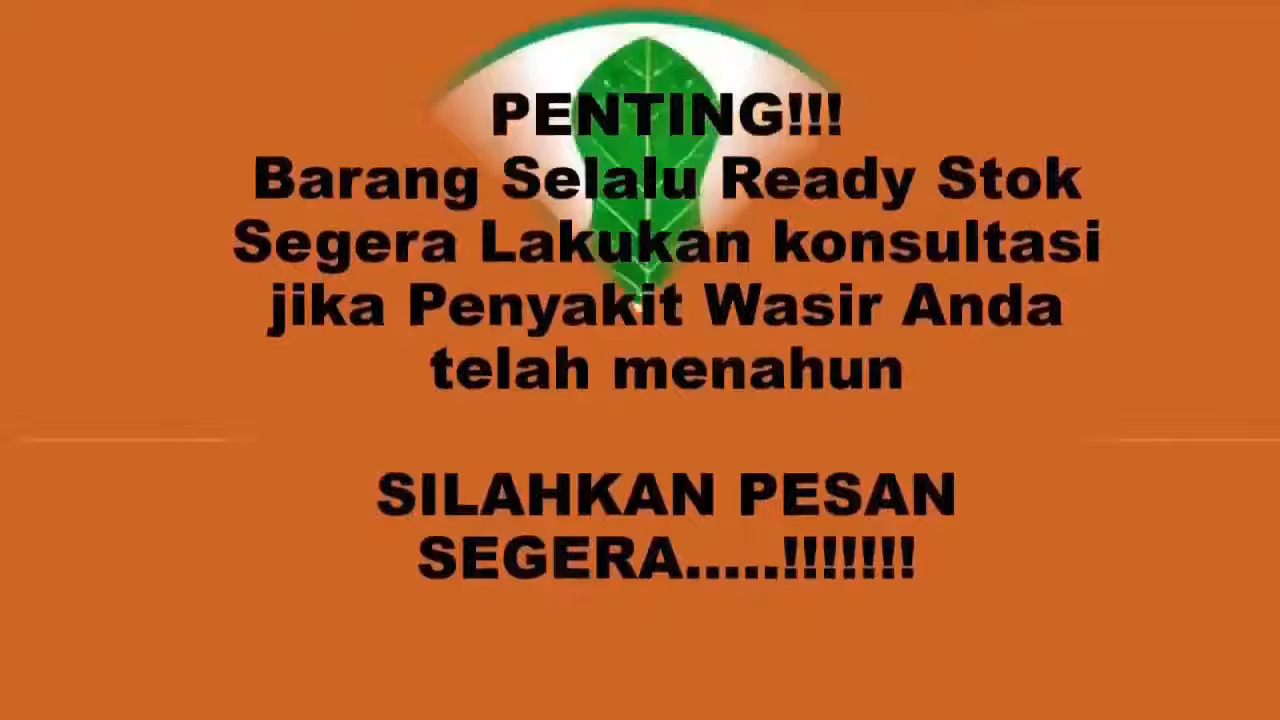 PENTING!!!
Barang Selalu Ready Stok
Segera Lakukan konsultasi
jika Penyakit Wasir Anda
telah menahun
SILAHKAN PESAN
SEGERA.....!!!!!!!